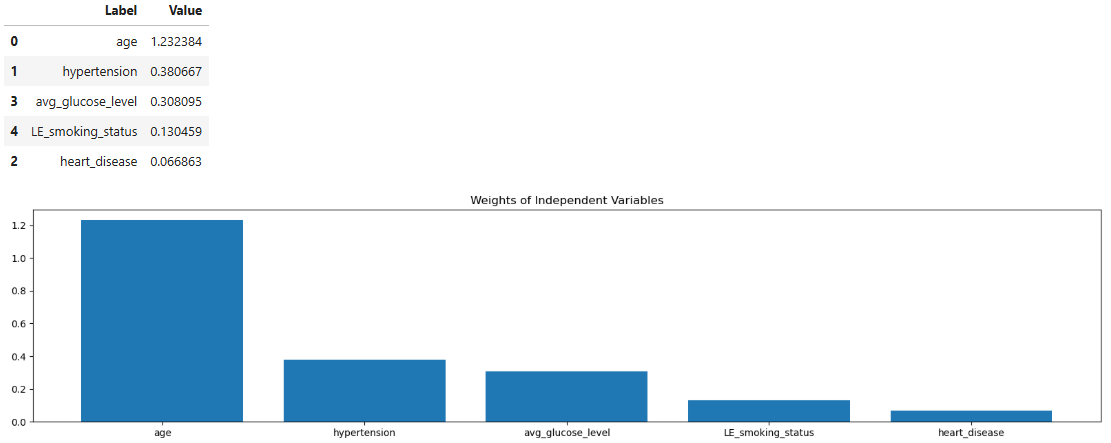 Label Value
0 age 1.232384
1 hypertension 0.380667
3 avg_glucose_level 0.308095
4 LE_smoking_status 0.130459
2 heart_disease 0.066863
Weights of Independent Variables
1.2
1.0
0.8
0.6
0.4
0.2
0.0
age hypertension avg_glucose_level LE_smoking_status heart_disease